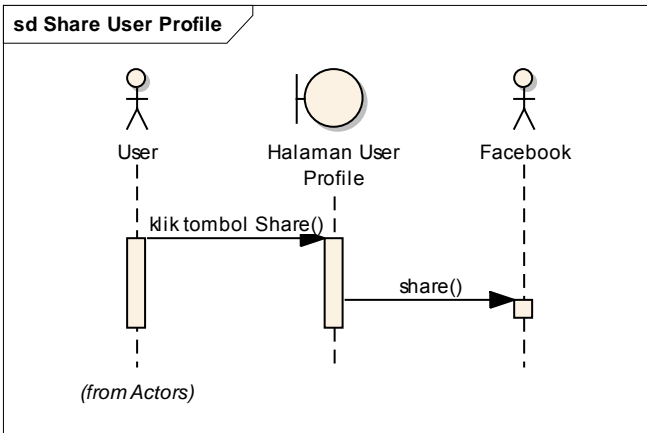 sd Share User Profile
User
Halaman User
Profile
Facebook
klik tombol Share()
share()
(from Actors)